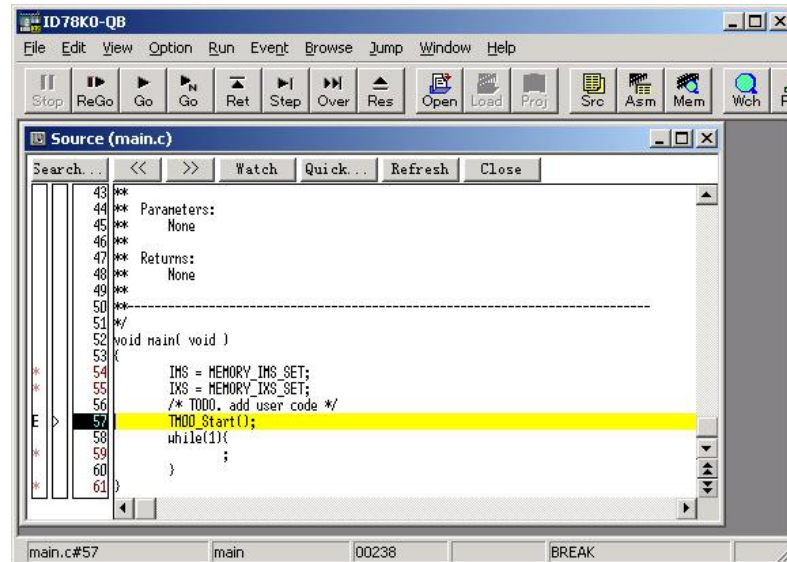 ID78K0-QB
File Edit View Option Run Event Browse Jump Window Help
Stop ReGo Go Go Ret Step Over Res Open Load Proj Src Asm Mem Wch
Source (main.c)
Search... << >> Watch Quick... Refresh Close
43 **
44 ** Parameters:
45 ** None
46 **
47 ** Returns:
48 ** None
49 **
50 **-----------------------------------------------------------------------------
51 */
52 void main( void )
53 {
* 54 IMS = MEMORY_IMS_SET;
* 55 IXS = MEMORY_IXS_SET;
56 /* TODO. add user code */
E > 57 TM00_Start();
58 while(1){
* 59 ;
60 }
* 61 }
main.c#57 main 00238 BREAK